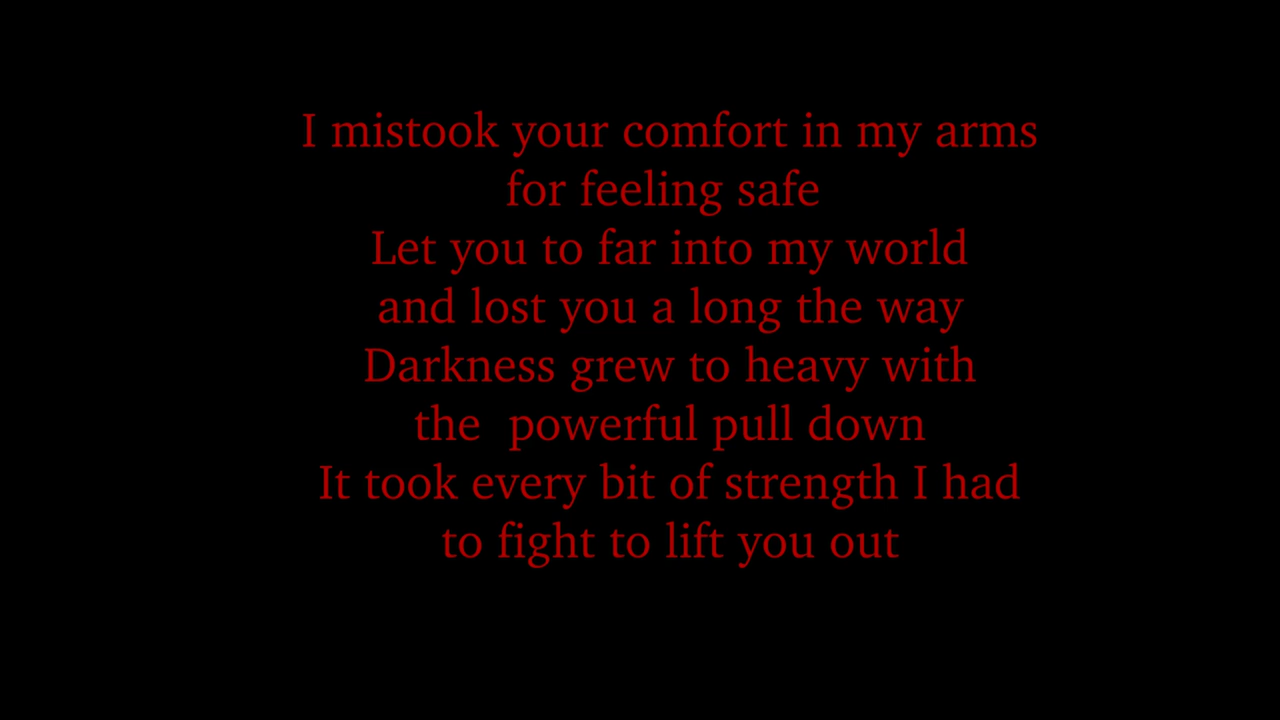 I mistook your comfort in my arms
for feeling safe
Let you to far into my world
and lost you a long the way
Darkness grew to heavy with
the  powerful pull down
It took every bit of strength I had
to fight to lift you out